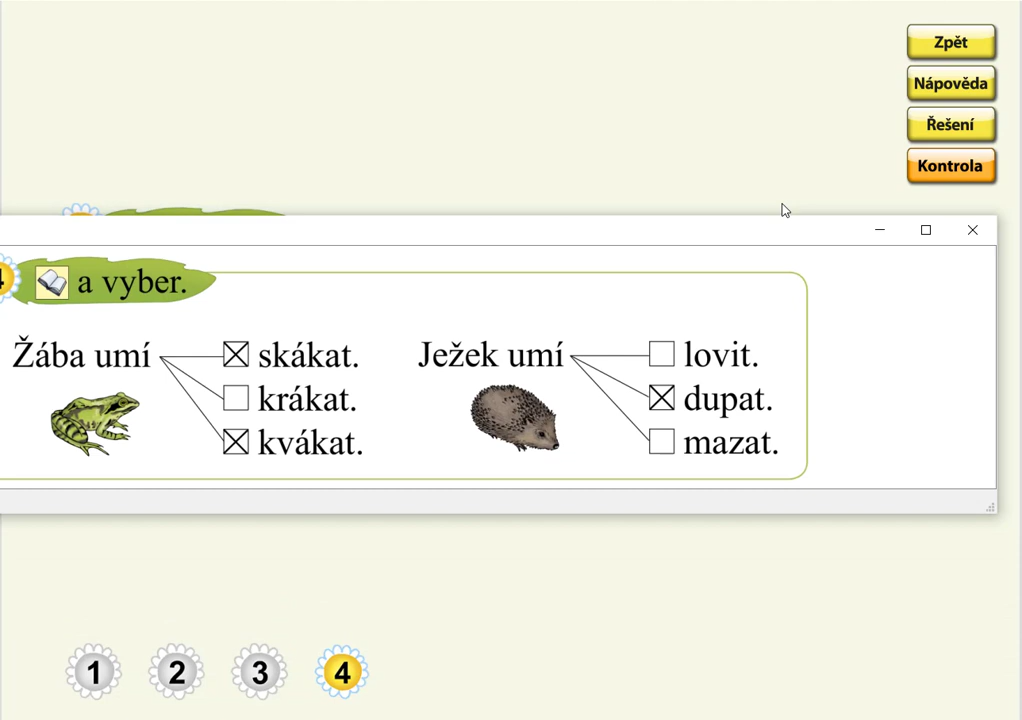 Zpět
Nápověda
Řešení
Kontrola
4 a vyber.
Žába umí
skákat.
krákat.
kvákat.
Ježek umí
lovit.
dupat.
mazat.
1 2 3 4